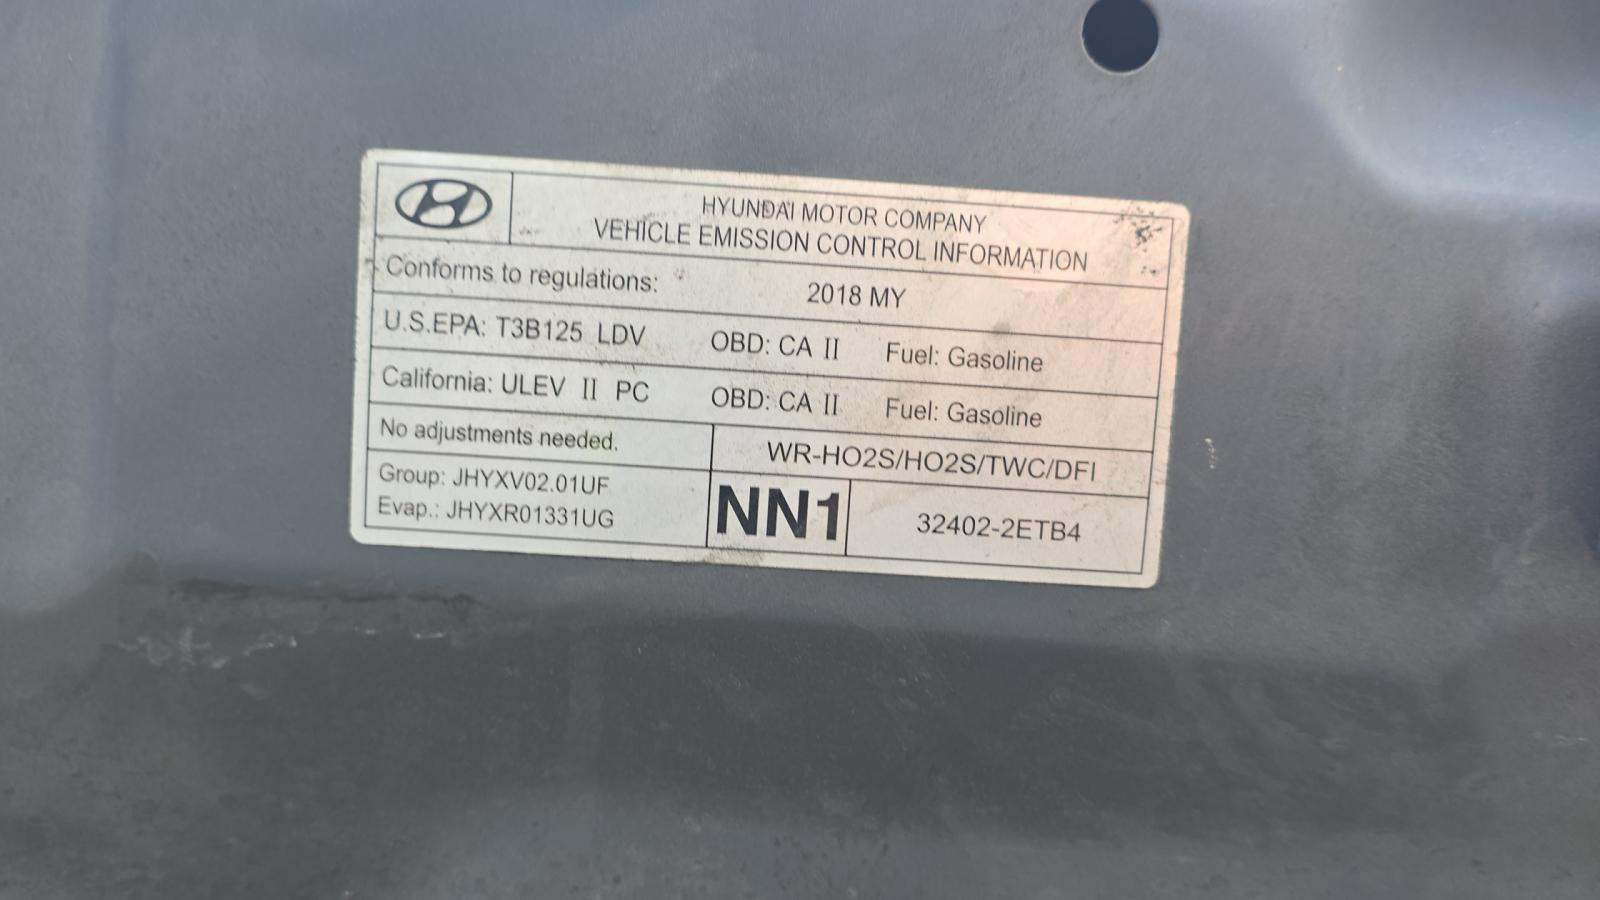 HYUNDAI MOTOR COMPANY
VEHICLE EMISSION CONTROL INFORMATION
Conforms to regulations: 2018 MY
U.S.EPA: T3B125 LDV OBD: CA II Fuel: Gasoline
California: ULEV II PC OBD: CA II Fuel: Gasoline
No adjustments needed. WR-HO2S/HO2S/TWC/DFI
Group: JHYXV02.01UF
Evap.: JHYXR01331UG
NN1 32402-2ETB4